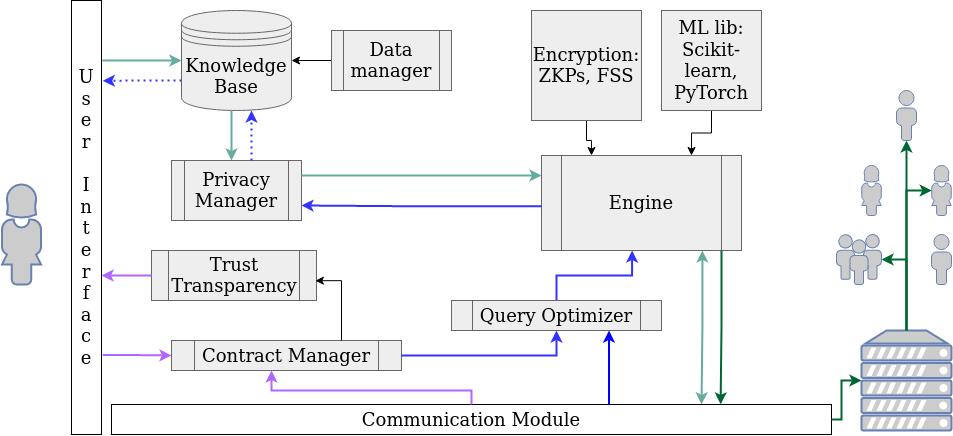 User Interface
Knowledge
Base
Data
manager
Encryption:
ZKPs, FSS
ML lib:
Scikit-
learn,
PyTorch
Privacy
Manager
Engine
Trust
Transparency
Query Optimizer
Contract Manager
Communication Module